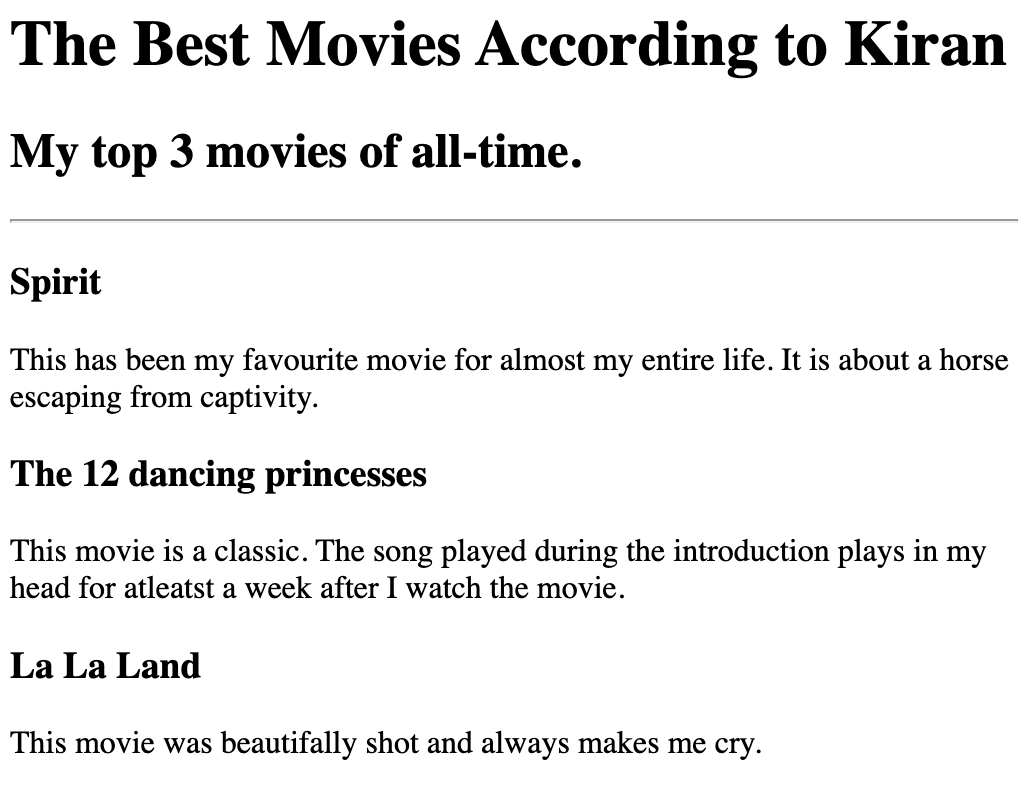 The Best Movies According to Kiran
My top 3 movies of all-time.
Spirit
This has been my favourite movie for almost my entire life. It is about a horse
escaping from captivity.
The 12 dancing princesses
This movie is a classic. The song played during the introduction plays in my
head for atleatst a week after I watch the movie.
La La Land
This movie was beautifally shot and always makes me cry.